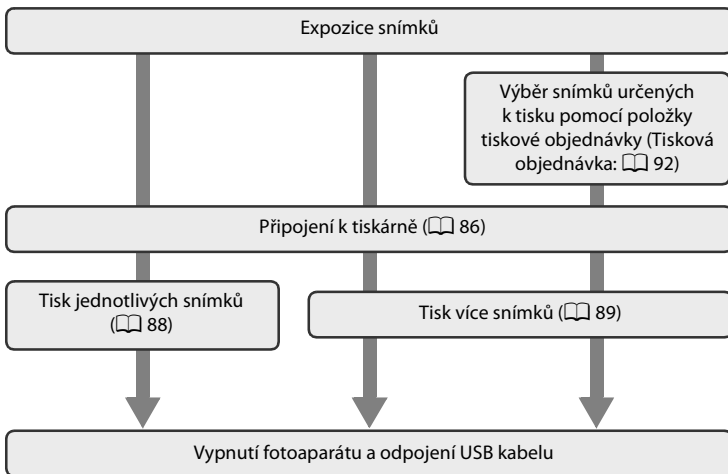 Expozice snímků
Výběr snímků určených
k tisku pomocí položky
tiskové objednávky (Tisková
objednávka: 92)
Připojení k tiskárně ( 86)
Tisk jednotlivých snímků
( 88)
Tisk více snímků ( 89)
Vypnutí fotoaparátu a odpojení USB kabelu